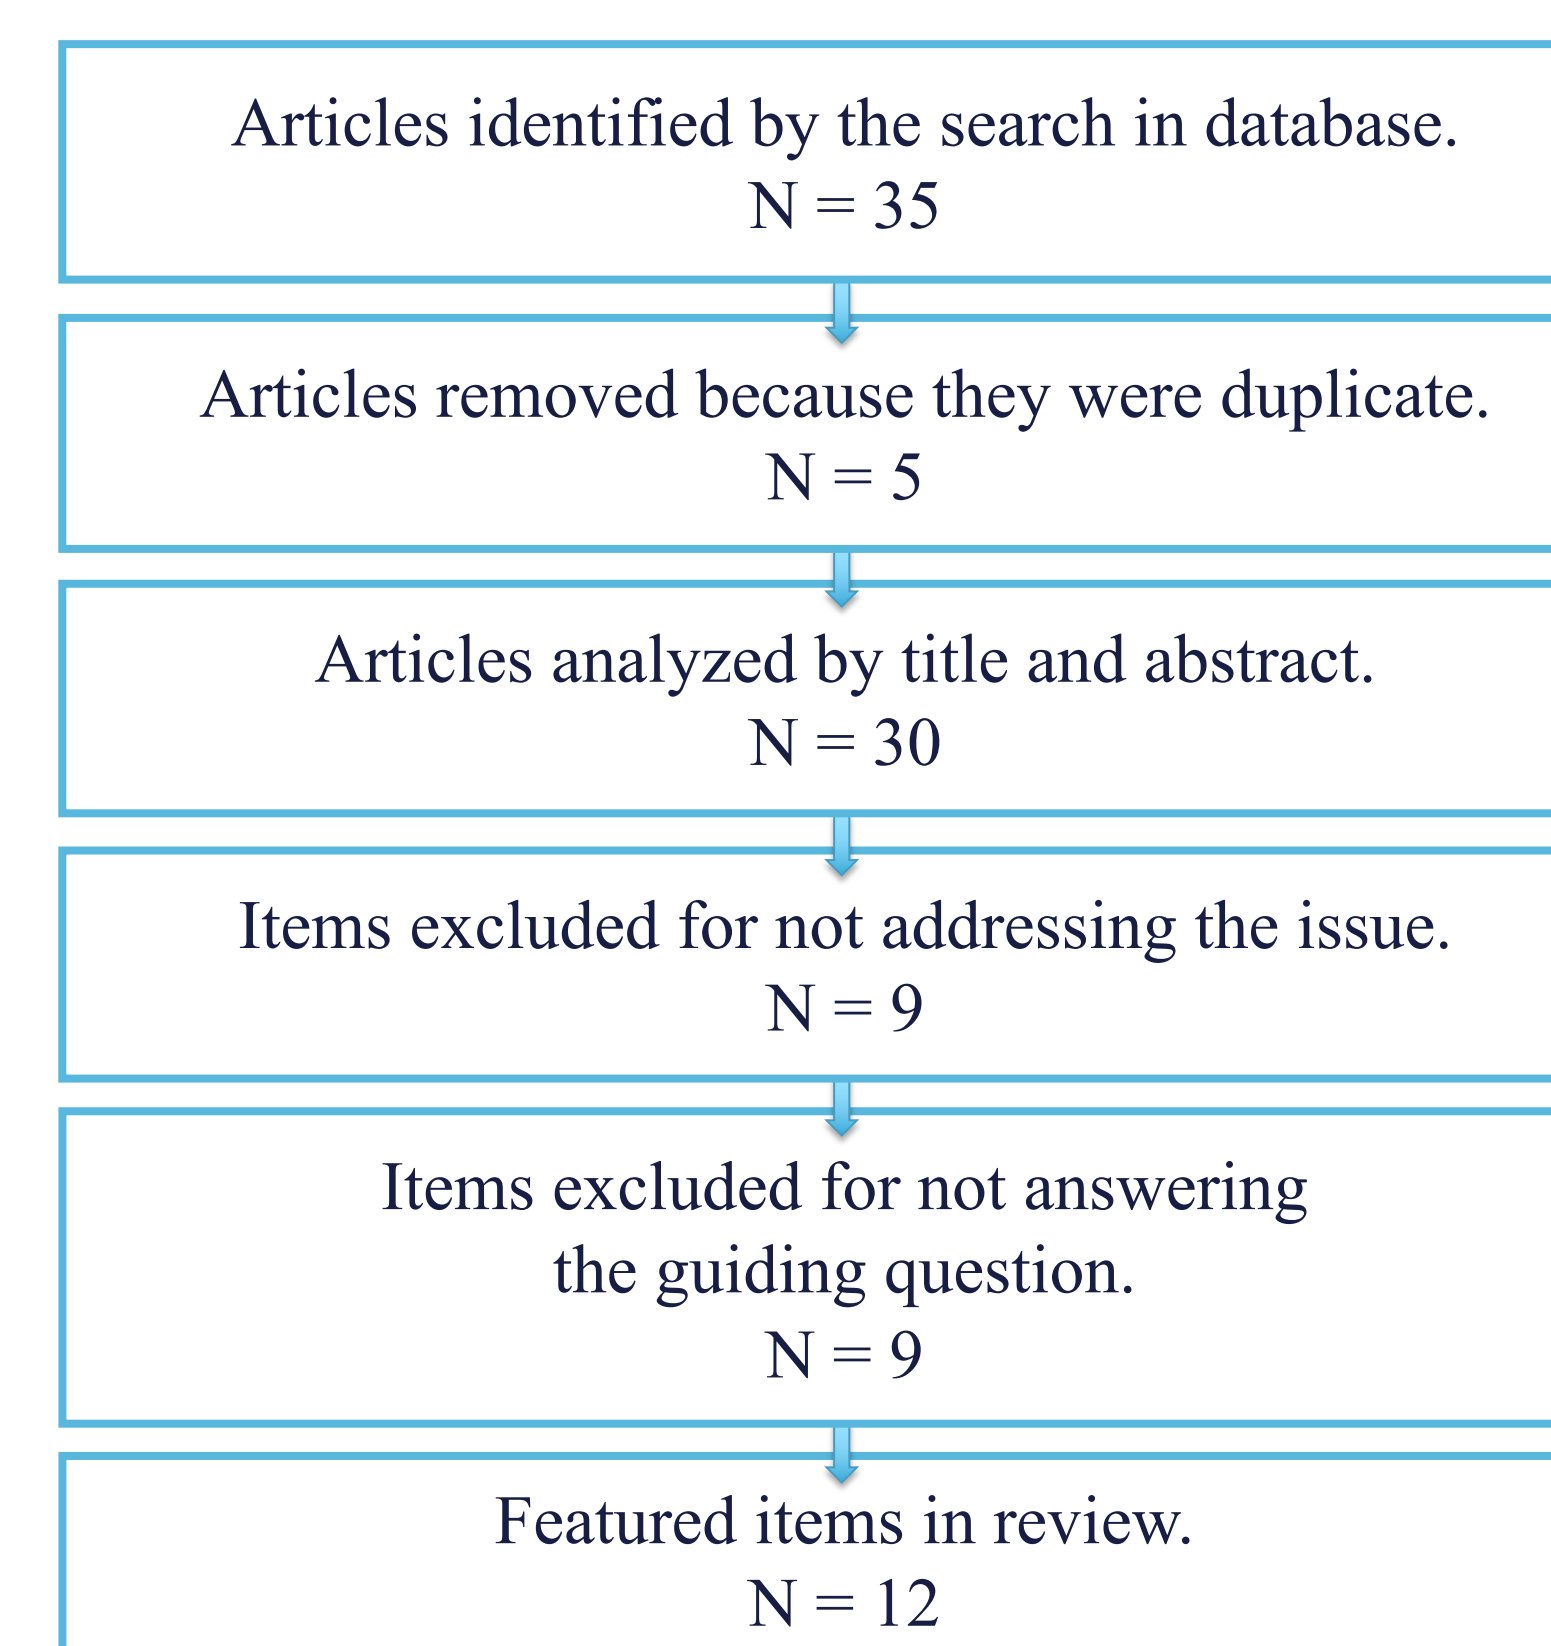 Articles identified by the search in database.
N = 35
Articles removed because they were duplicate.
N = 5
Articles analyzed by title and abstract.
N = 30
Items excluded for not addressing the issue.
N = 9
Items excluded for not answering
the guiding question.
N = 9
Featured items in review.
N = 12